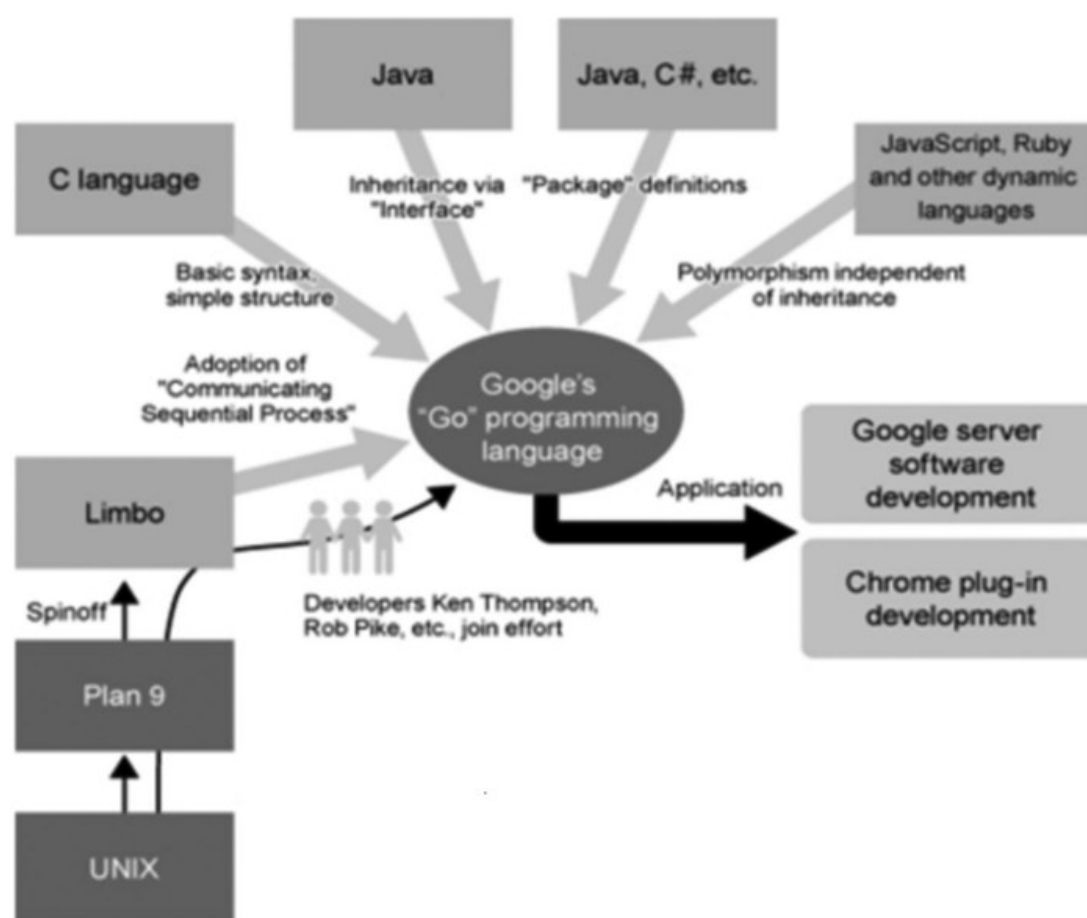 Java
Java, C#, etc.
C language
JavaScript, Ruby
and other dynamic
languages
Inheritance via
"Interface"
"Package" definitions
Basic syntax,
simple structure
Polymorphism independent
of inheritance
Adoption of
"Communicating
Sequential Process"
Google's
"Go" programming
language
Google server
software
development
Application
Limbo
Chrome plug-in
development
Developers Ken Thompson,
Rob Pike, etc., join effort
Spinoff
Plan 9
UNIX